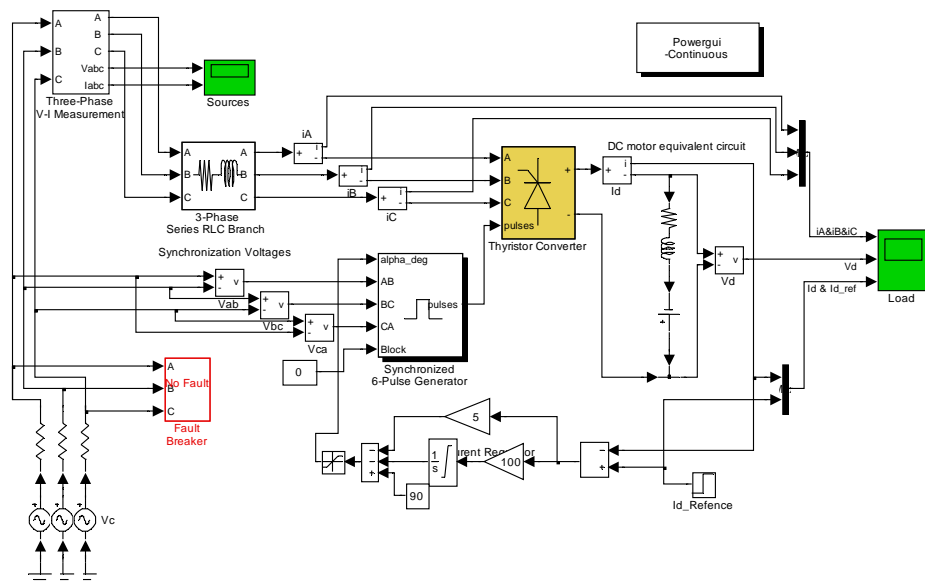 A
B
C
A
B
C
Vabc
Iabc
Three-Phase
V-I Measurement
Sources
Powergui
-Continuous
A
B
C
A
B
C
3-Phase
Series RLC Branch
iA
+
-
i
iB
+
-
i
iC
+
-
i
A
B
C
pulses
+
-
Thyristor Converter
DC motor equivalent circuit
+
-
i
Id
+
+
-
v
Vd
iA&iB&iC
Vd
Id & Id_ref
Load
Synchronization Voltages
+
-
v
Vab
+
-
v
Vbc
+
-
v
Vca
alpha_deg
AB
BC
CA
Block
pulses
Synchronized
6-Pulse Generator
0
A
B
C
No Fault
Fault
Breaker
5
100
1
s
90
−
−
+
−
+
Id_Refence
+
+
+
Vc